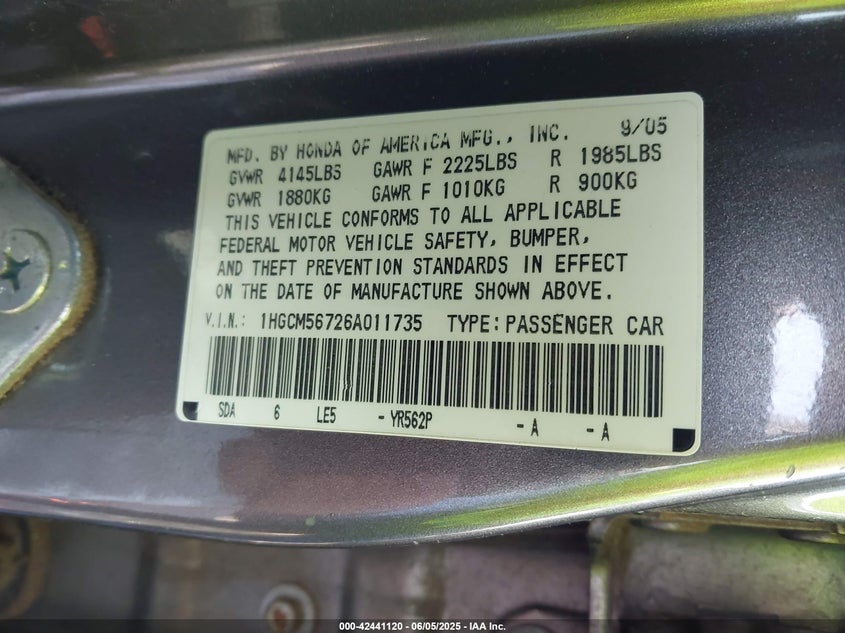 MFD. BY HONDA OF AMERICA MFG., INC. 9/05
GVWR 4145LBS GAWR F 2225LBS R 1985LBS
GVWR 1880KG GAWR F 1010KG R 900KG
THIS VEHICLE CONFORMS TO ALL APPLICABLE
FEDERAL MOTOR VEHICLE SAFETY, BUMPER,
AND THEFT PREVENTION STANDARDS IN EFFECT
ON THE DATE OF MANUFACTURE SHOWN ABOVE.
V.I.N.: 1HGCM56726A011735 TYPE: PASSENGER CAR
SDA 6 LE5 - YR562P - A - A
000-42441120 - 06/05/2025 - IAA Inc.